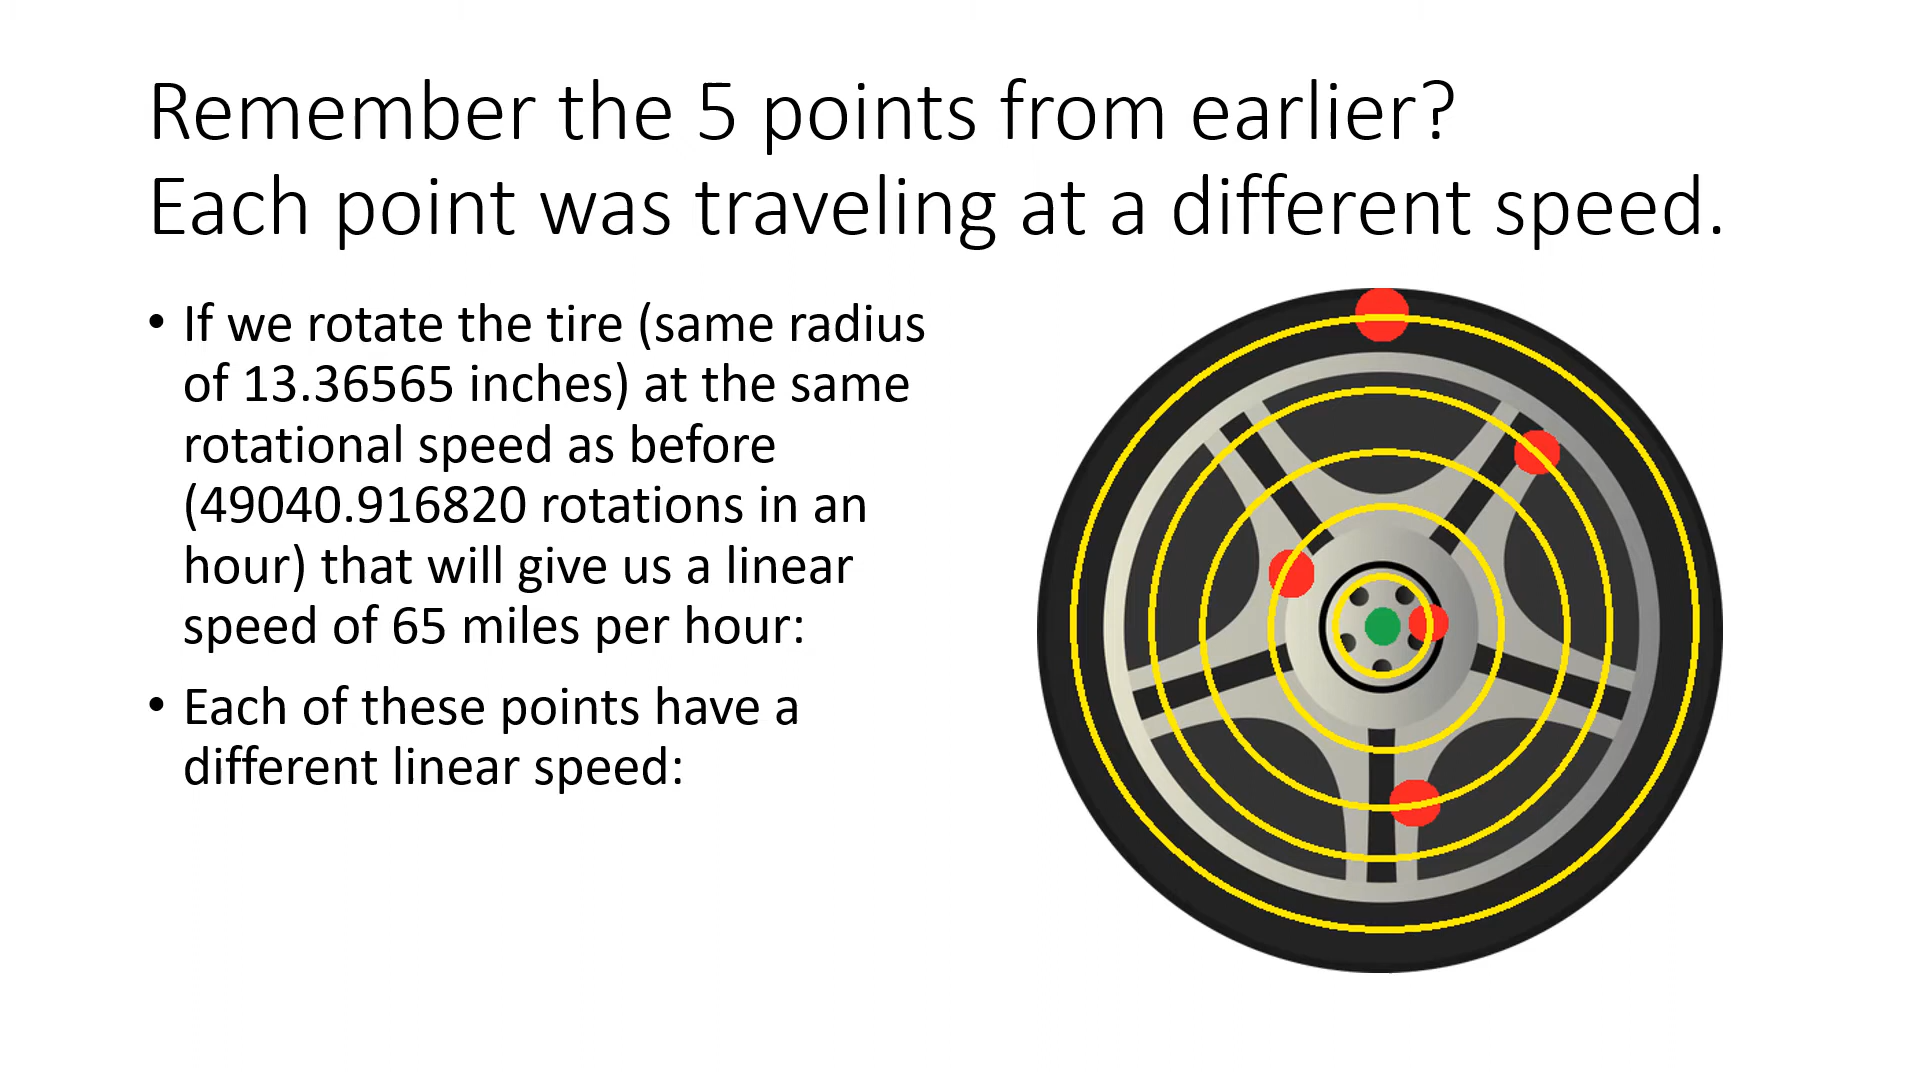 Remember the 5 points from earlier?
Each point was traveling at a different speed.
• If we rotate the tire (same radius
of 13.36565 inches) at the same
rotational speed as before
(49040.916820 rotations in an
hour) that will give us a linear
speed of 65 miles per hour:
• Each of these points have a
different linear speed: